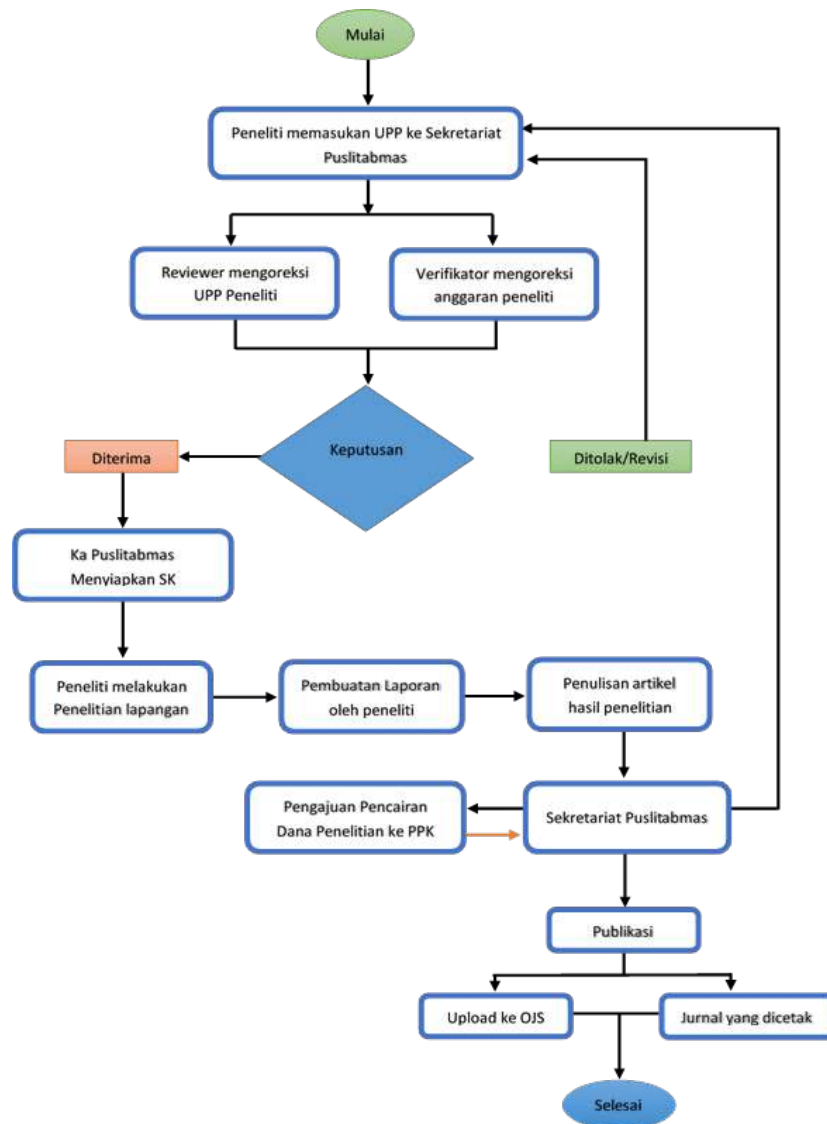 Mulai
Peneliti memasukan UPP ke Sekretariat
Puslitabmas
Reviewer mengoreksi
UPP Peneliti
Verifikator mengoreksi
anggaran peneliti
Keputusan
Diterima
Ditolak/Revisi
Ka Puslitabmas
Menyiapkan SK
Peneliti melakukan
Penelitian lapangan
Pembuatan Laporan
oleh peneliti
Penulisan artikel
hasil penelitian
Pengajuan Pencairan
Dana Penelitian ke PPK
Sekretariat Puslitabmas
Publikasi
Upload ke OJS
Jurnal yang dicetak
Selesai